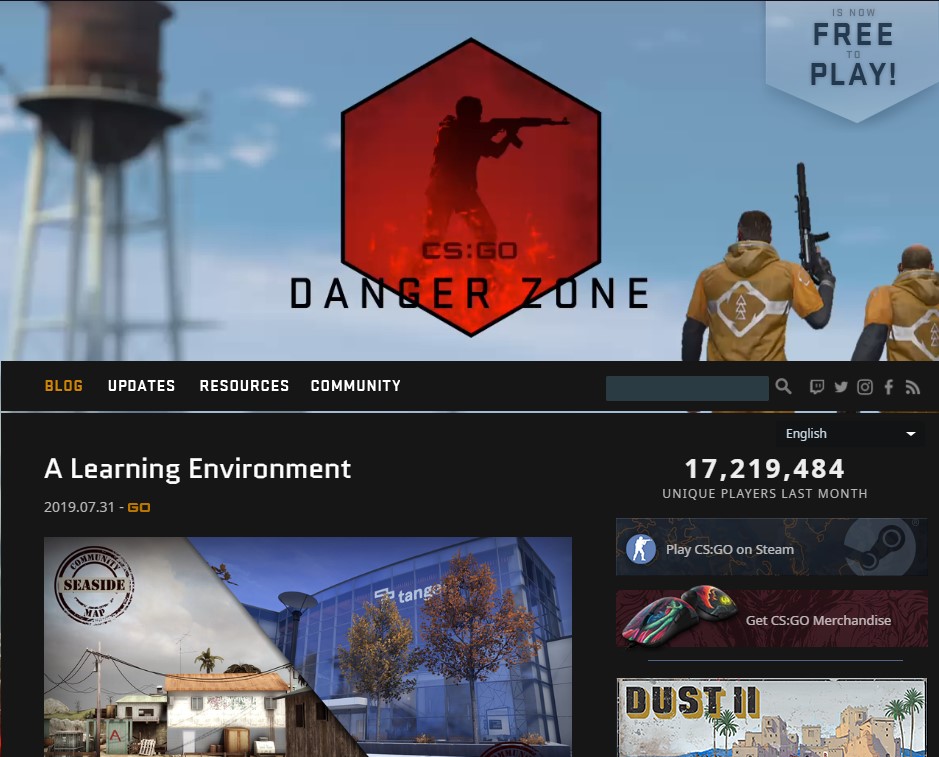 IS NOW
FREE
TO
PLAY!
CS:GO
DANGER ZONE
BLOG
UPDATES
RESOURCES
COMMUNITY
English
A Learning Environment
2019.07.31 - GO
17,219,484
UNIQUE PLAYERS LAST MONTH
Play CS:GO on Steam
Get CS:GO Merchandise
COMMUNITY
SEASIDE
MAP
A
DUST II